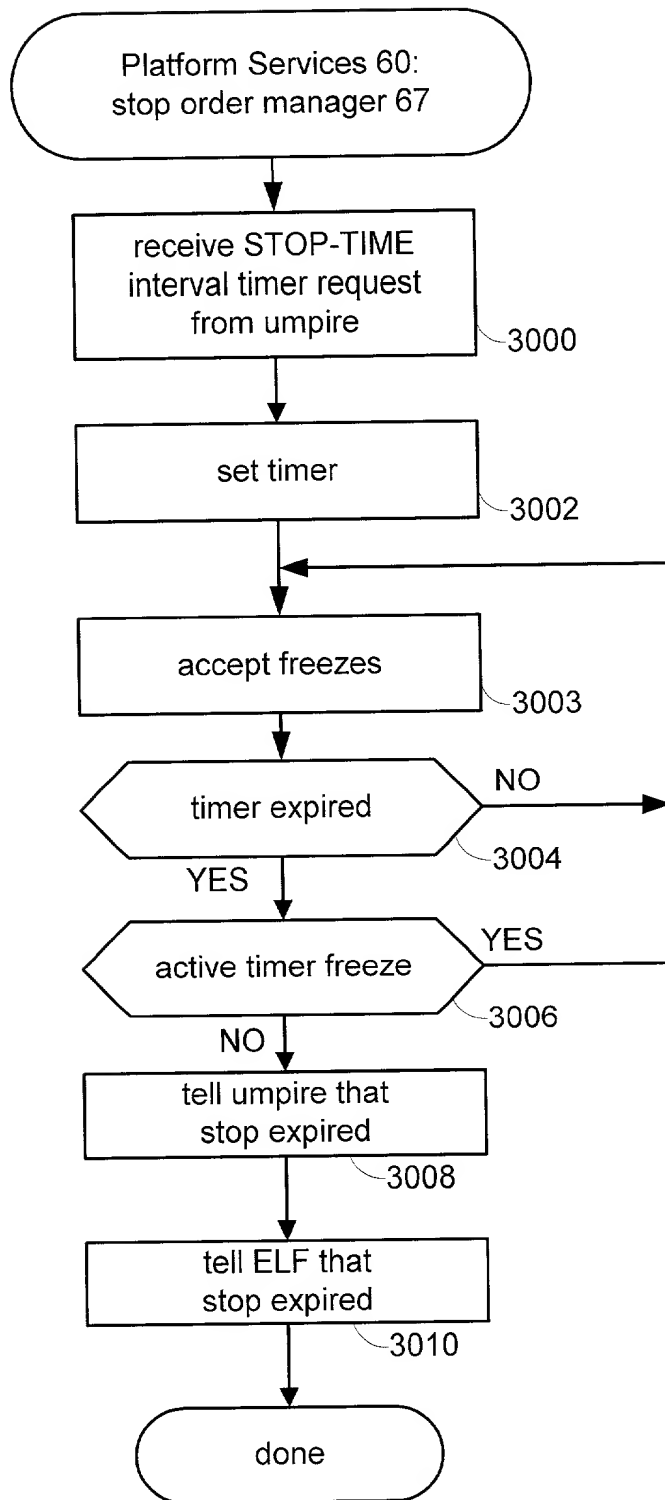 Platform Services 60:
stop order manager 67
receive STOP-TIME
interval timer request
from umpire
3000
set timer
3002
accept freezes
3003
timer expired
NO
3004
YES
active timer freeze
YES
3006
NO
tell umpire that
stop expired
3008
tell ELF that
stop expired
3010
done